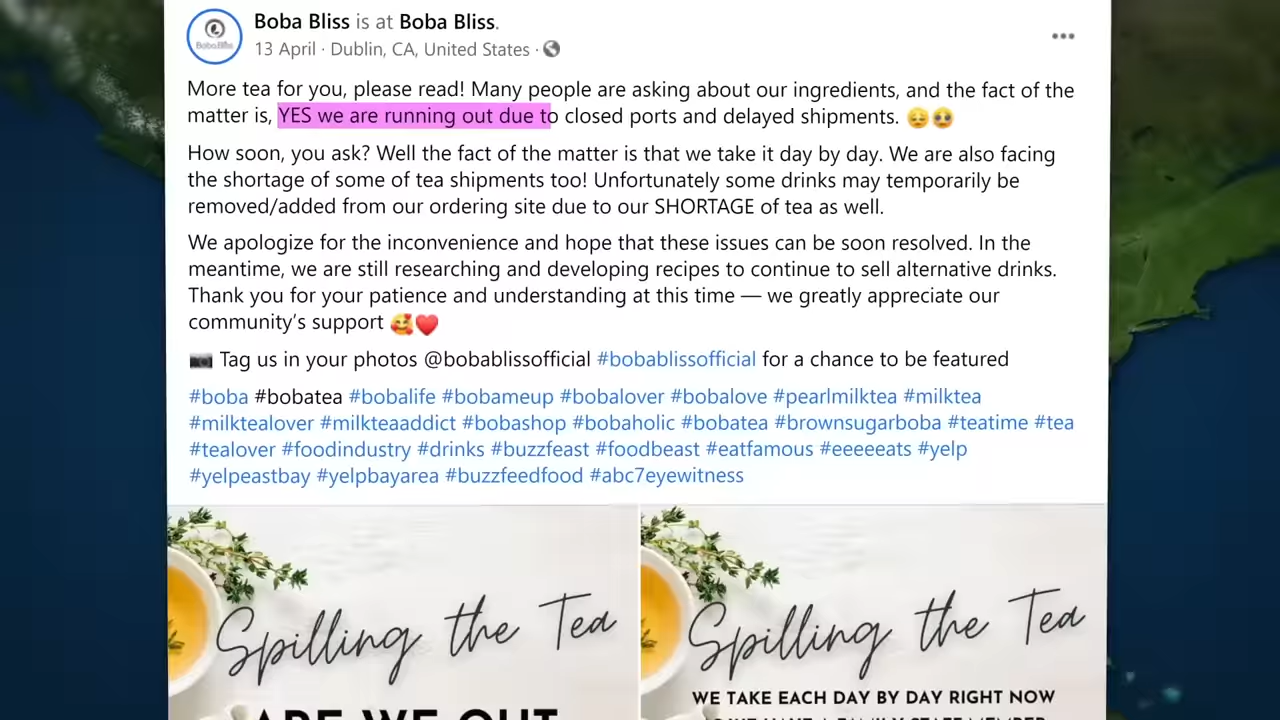 Boba Bliss is at Boba Bliss.
13 April · Dublin, CA, United States ·
BobaBliss
More tea for you, please read! Many people are asking about our ingredients, and the fact of the
matter is, YES we are running out due to closed ports and delayed shipments.
How soon, you ask? Well the fact of the matter is that we take it day by day. We are also facing
the shortage of some of tea shipments too! Unfortunately some drinks may temporarily be
removed/added from our ordering site due to our SHORTAGE of tea as well.
We apologize for the inconvenience and hope that these issues can be soon resolved. In the
meantime, we are still researching and developing recipes to continue to sell alternative drinks.
Thank you for your patience and understanding at this time — we greatly appreciate our
community's support
Tag us in your photos @bobablissofficial #bobablissofficial for a chance to be featured
#boba #bobatea #bobalife #bobameup #bobalover #bobalove #pearlmilktea #milktea
#milktealover #milkteaaddict #bobashop #bobaholic #bobatea #brownsugarboba #teatime #tea
#tealover #foodindustry #drinks #buzzfeast #foodbeast #eatfamous #eeeeeats #yelp
#yelpeastbay #yelpbayarea #buzzfeedfood #abc7eyewitness
Spilling the Tea
ARE WE OUT
Spilling the Tea
WE TAKE EACH DAY BY DAY RIGHT NOW